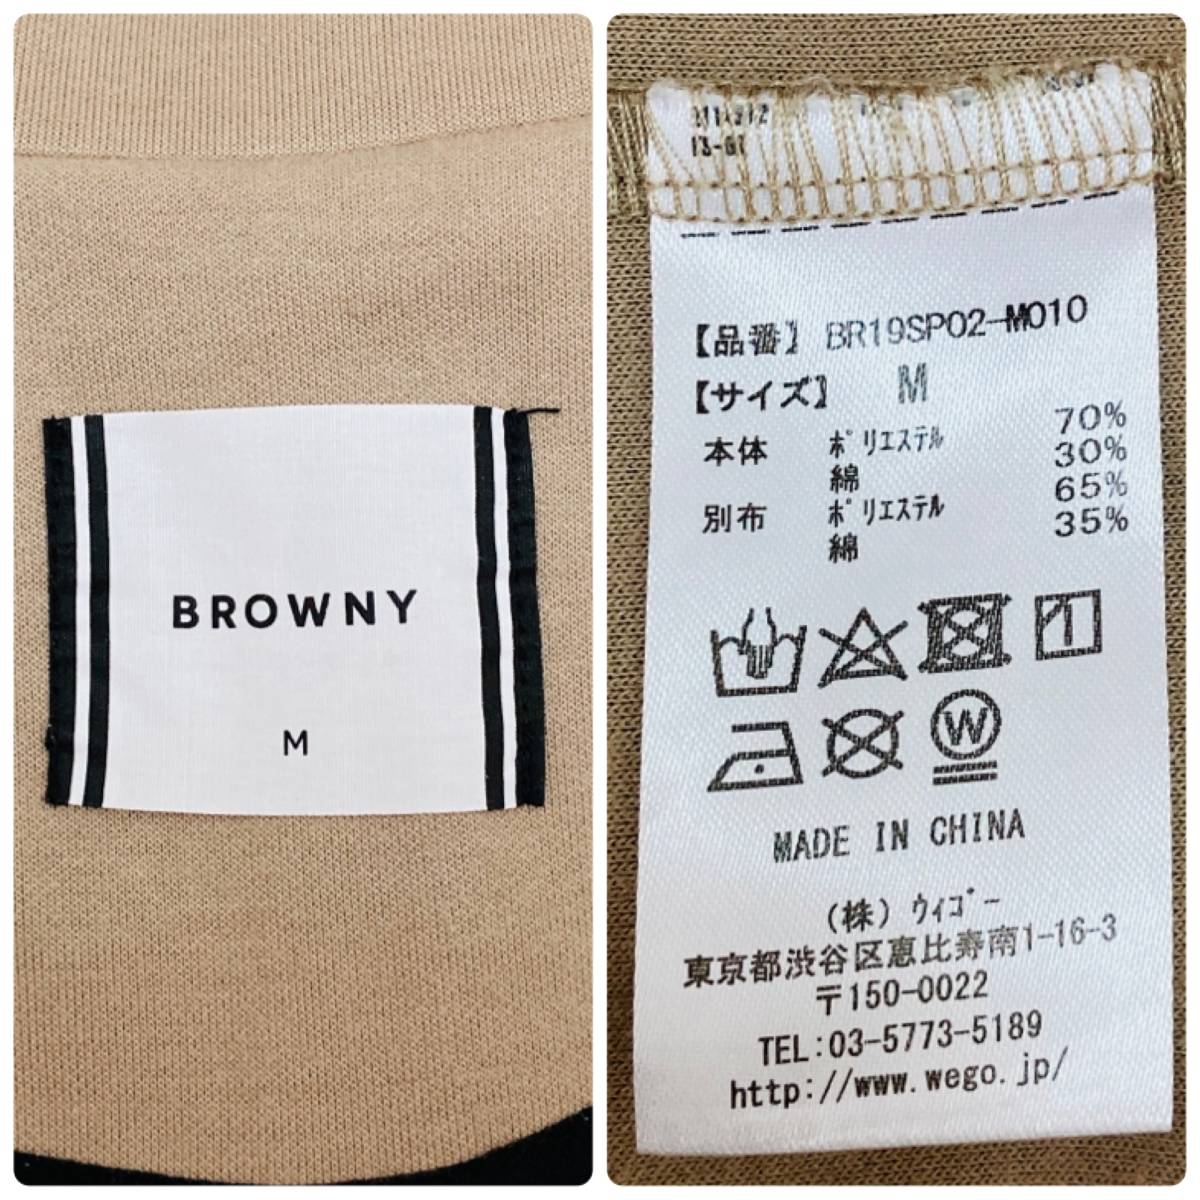 BROWNY
M
【品番】 BR19SP02-M010
【サイズ】 M
本体 ポリエステル 70%
綿 30%
別布 ポリエステル 65%
綿 35%
W
MADE IN CHINA
(株) ウィゴー
東京都渋谷区恵比寿南1-16-3
〒150-0022
TEL:03-5773-5189
http://www.wego.jp/